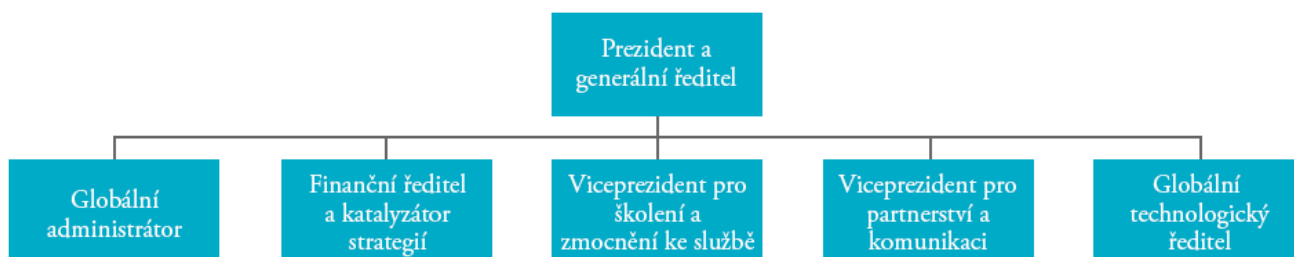 Prezident a
generální ředitel
Globální
administrátor
Finanční ředitel
a katalyzátor
strategií
Viceprezident pro
školení a
zmocnění ke službě
Viceprezident pro
partnerství a
komunikaci
Globální
technologický
ředitel